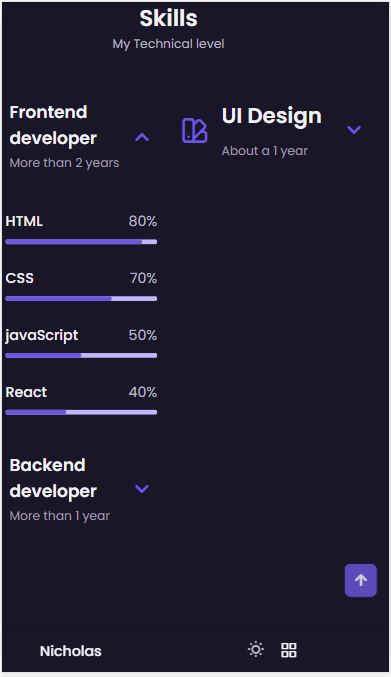 Skills
My Technical level
Frontend
developer
More than 2 years
HTML 80%
CSS 70%
javaScript 50%
React 40%
Backend
developer
More than 1 year
UI Design
About a 1 year
Nicholas